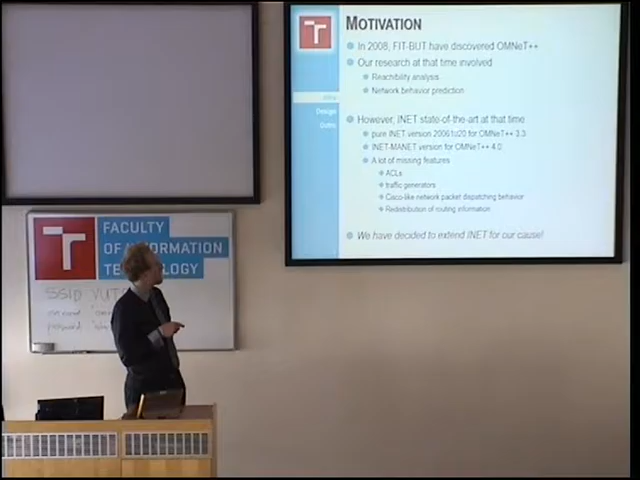 MOTIVATION
In 2008, FIT-BUT have discovered OMNeT++
Our research at that time involved
Reachability analysis
Network behavior prediction
However, INET state-of-the-art at that time
pure INET version 20061020 for OMNeT++ 3.3
INET-MANET version for OMNeT++ 4.0
A lot of missing features
ACLs
traffic generators
Cisco-like network packet dispatching behavior
Redistribution of routing information
We have decided to extend INET for our cause!
Design
FACULTY
OF INFORMATION
TECHNOLOGY
SSID